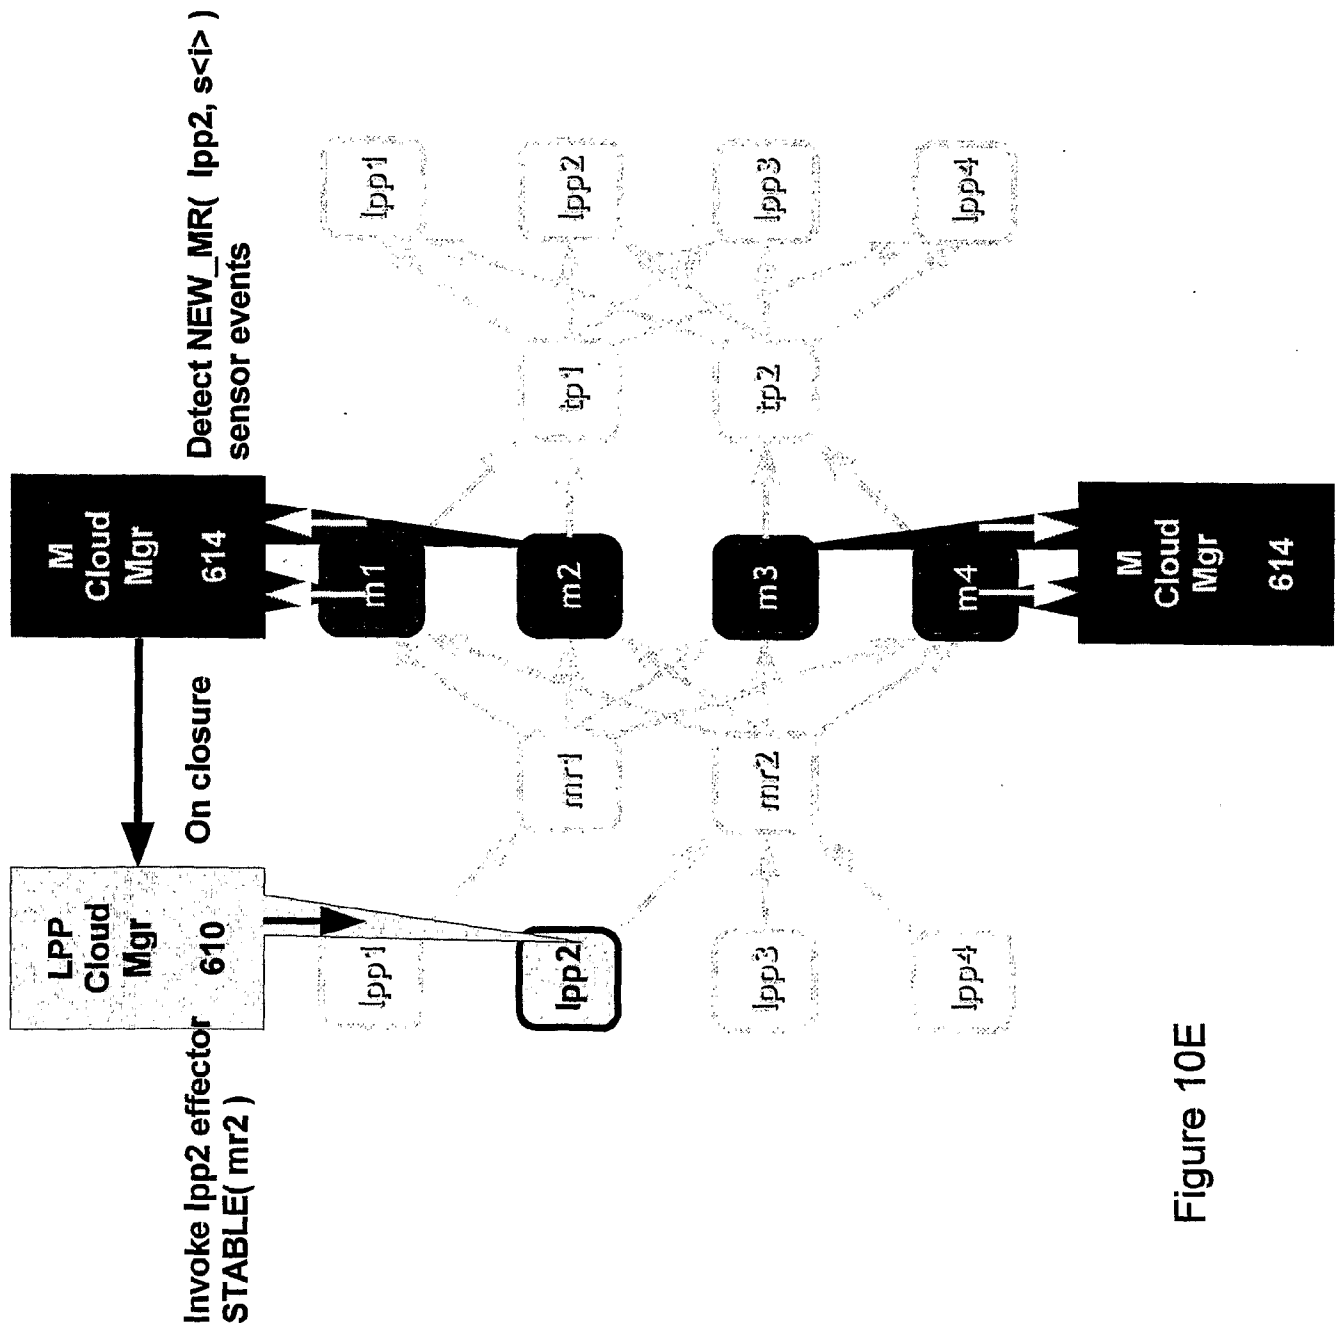 LPP
Cloud
Mgr
610
M
Cloud
Mgr
614
Invoke lpp2 effector
STABLE( mr2 )
On closure
Detect NEW_MR( lpp2, s<i> )
sensor events
lpp1
m1
lpp1
lpp2
mr1
m2
tp1
lpp2
lpp3
mr2
m3
tp2
lpp3
lpp4
m4
lpp4
M
Cloud
Mgr
614
Figure 10E